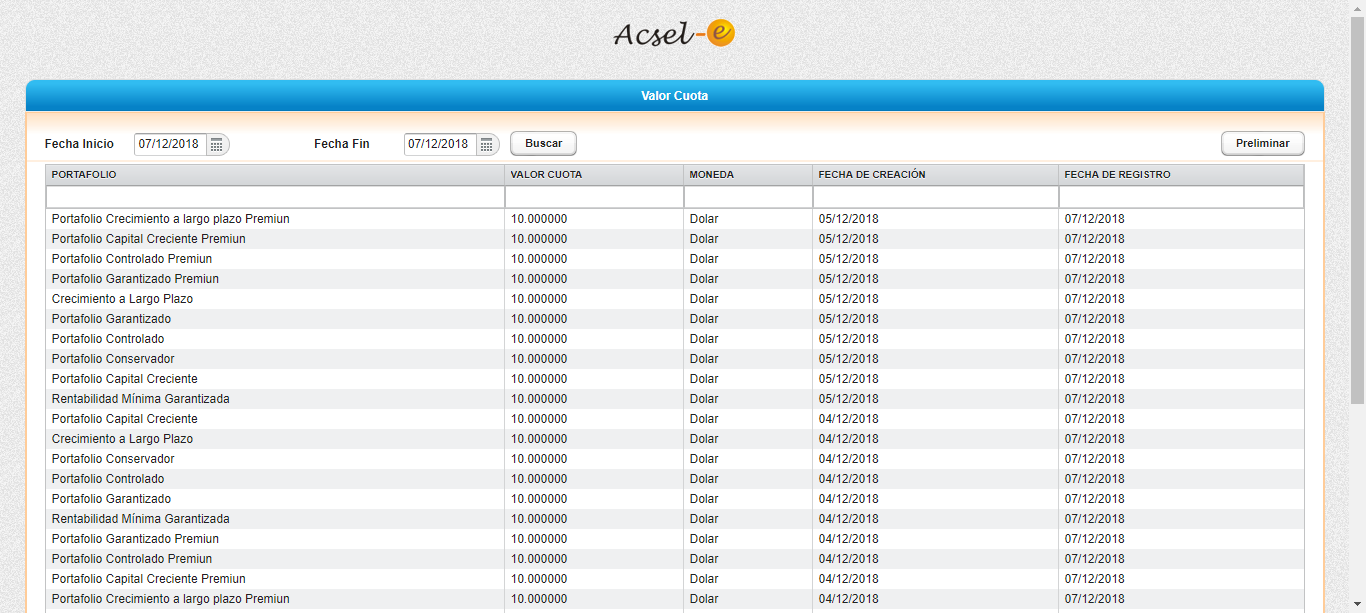 Acsel-e
Valor Cuota
Fecha Inicio 07/12/2018 Fecha Fin 07/12/2018 Buscar Preliminar
PORTAFOLIO VALOR CUOTA MONEDA FECHA DE CREACIÓN FECHA DE REGISTRO
Portafolio Crecimiento a largo plazo Premiun 10.000000 Dolar 05/12/2018 07/12/2018
Portafolio Capital Creciente Premiun 10.000000 Dolar 05/12/2018 07/12/2018
Portafolio Controlado Premiun 10.000000 Dolar 05/12/2018 07/12/2018
Portafolio Garantizado Premiun 10.000000 Dolar 05/12/2018 07/12/2018
Crecimiento a Largo Plazo 10.000000 Dolar 05/12/2018 07/12/2018
Portafolio Garantizado 10.000000 Dolar 05/12/2018 07/12/2018
Portafolio Controlado 10.000000 Dolar 05/12/2018 07/12/2018
Portafolio Conservador 10.000000 Dolar 05/12/2018 07/12/2018
Portafolio Capital Creciente 10.000000 Dolar 05/12/2018 07/12/2018
Rentabilidad Mínima Garantizada 10.000000 Dolar 05/12/2018 07/12/2018
Portafolio Capital Creciente 10.000000 Dolar 04/12/2018 07/12/2018
Crecimiento a Largo Plazo 10.000000 Dolar 04/12/2018 07/12/2018
Portafolio Conservador 10.000000 Dolar 04/12/2018 07/12/2018
Portafolio Controlado 10.000000 Dolar 04/12/2018 07/12/2018
Portafolio Garantizado 10.000000 Dolar 04/12/2018 07/12/2018
Rentabilidad Mínima Garantizada 10.000000 Dolar 04/12/2018 07/12/2018
Portafolio Garantizado Premiun 10.000000 Dolar 04/12/2018 07/12/2018
Portafolio Controlado Premiun 10.000000 Dolar 04/12/2018 07/12/2018
Portafolio Capital Creciente Premiun 10.000000 Dolar 04/12/2018 07/12/2018
Portafolio Crecimiento a largo plazo Premiun 10.000000 Dolar 04/12/2018 07/12/2018